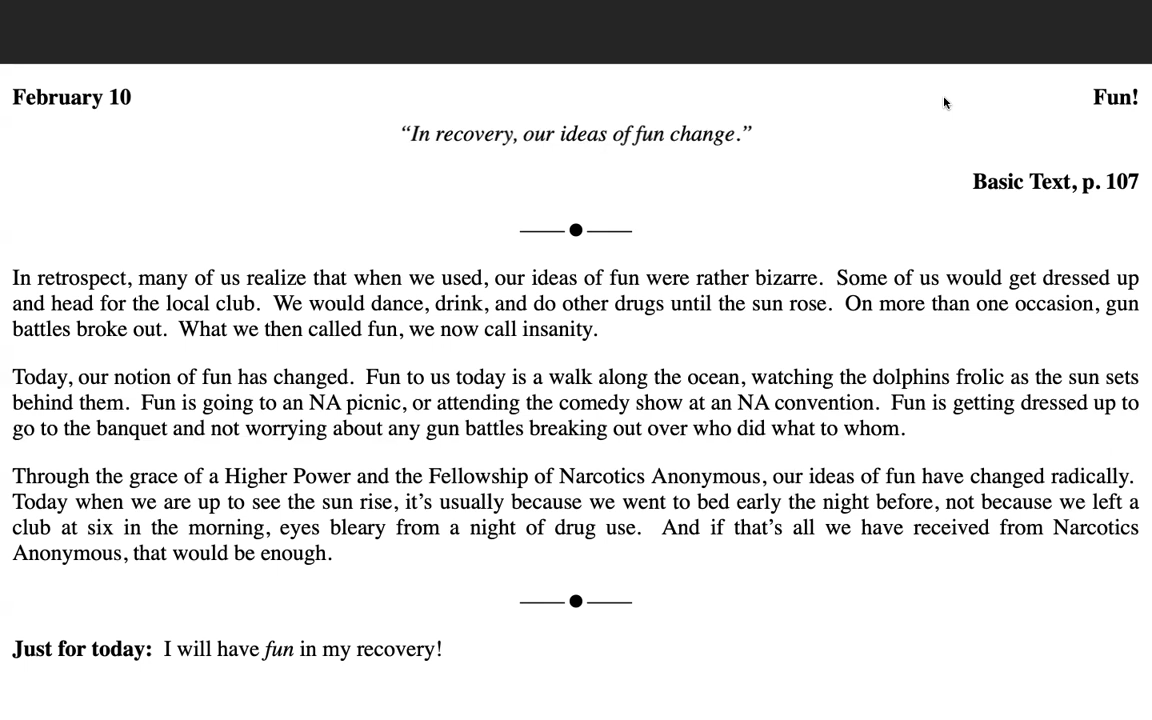 February 10 Fun!
“In recovery, our ideas of fun change.”
Basic Text, p. 107
In retrospect, many of us realize that when we used, our ideas of fun were rather bizarre. Some of us would get dressed up
and head for the local club. We would dance, drink, and do other drugs until the sun rose. On more than one occasion, gun
battles broke out. What we then called fun, we now call insanity.
Today, our notion of fun has changed. Fun to us today is a walk along the ocean, watching the dolphins frolic as the sun sets
behind them. Fun is going to an NA picnic, or attending the comedy show at an NA convention. Fun is getting dressed up to
go to the banquet and not worrying about any gun battles breaking out over who did what to whom.
Through the grace of a Higher Power and the Fellowship of Narcotics Anonymous, our ideas of fun have changed radically.
Today when we are up to see the sun rise, it’s usually because we went to bed early the night before, not because we left a
club at six in the morning, eyes bleary from a night of drug use. And if that’s all we have received from Narcotics
Anonymous, that would be enough.
Just for today: I will have fun in my recovery!